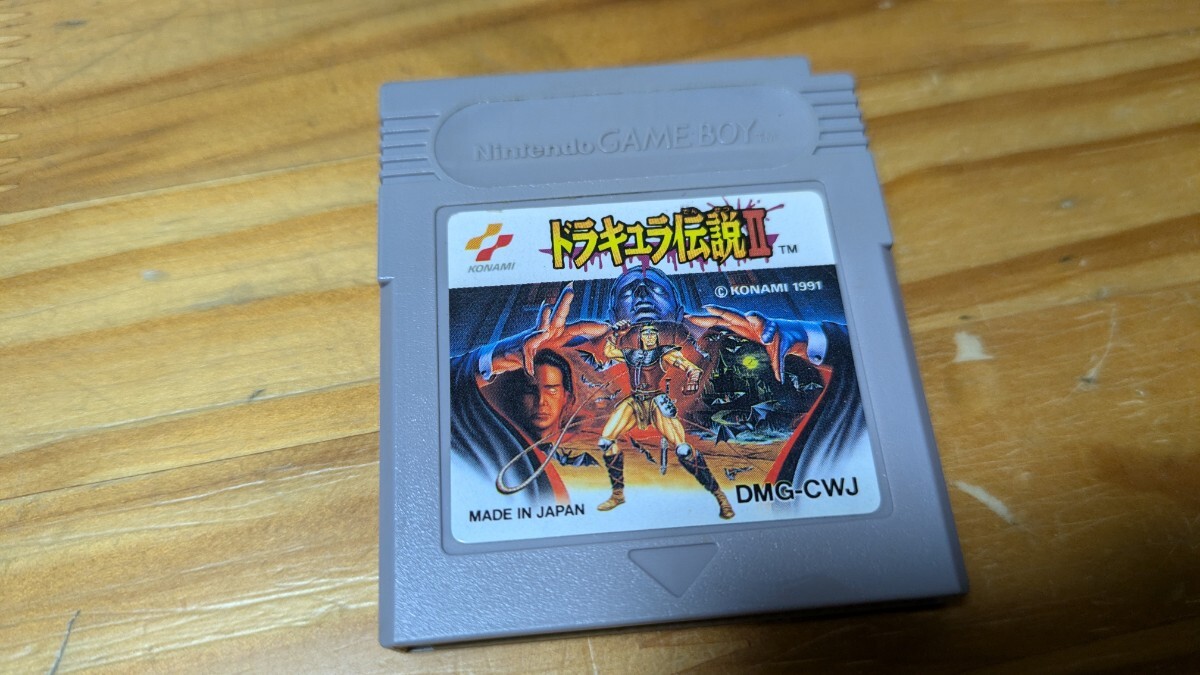 Nintendo GAME BOY TM
ドラキュラ伝説II TM
KONAMI
© KONAMI 1991
DMG-CWJ
MADE IN JAPAN